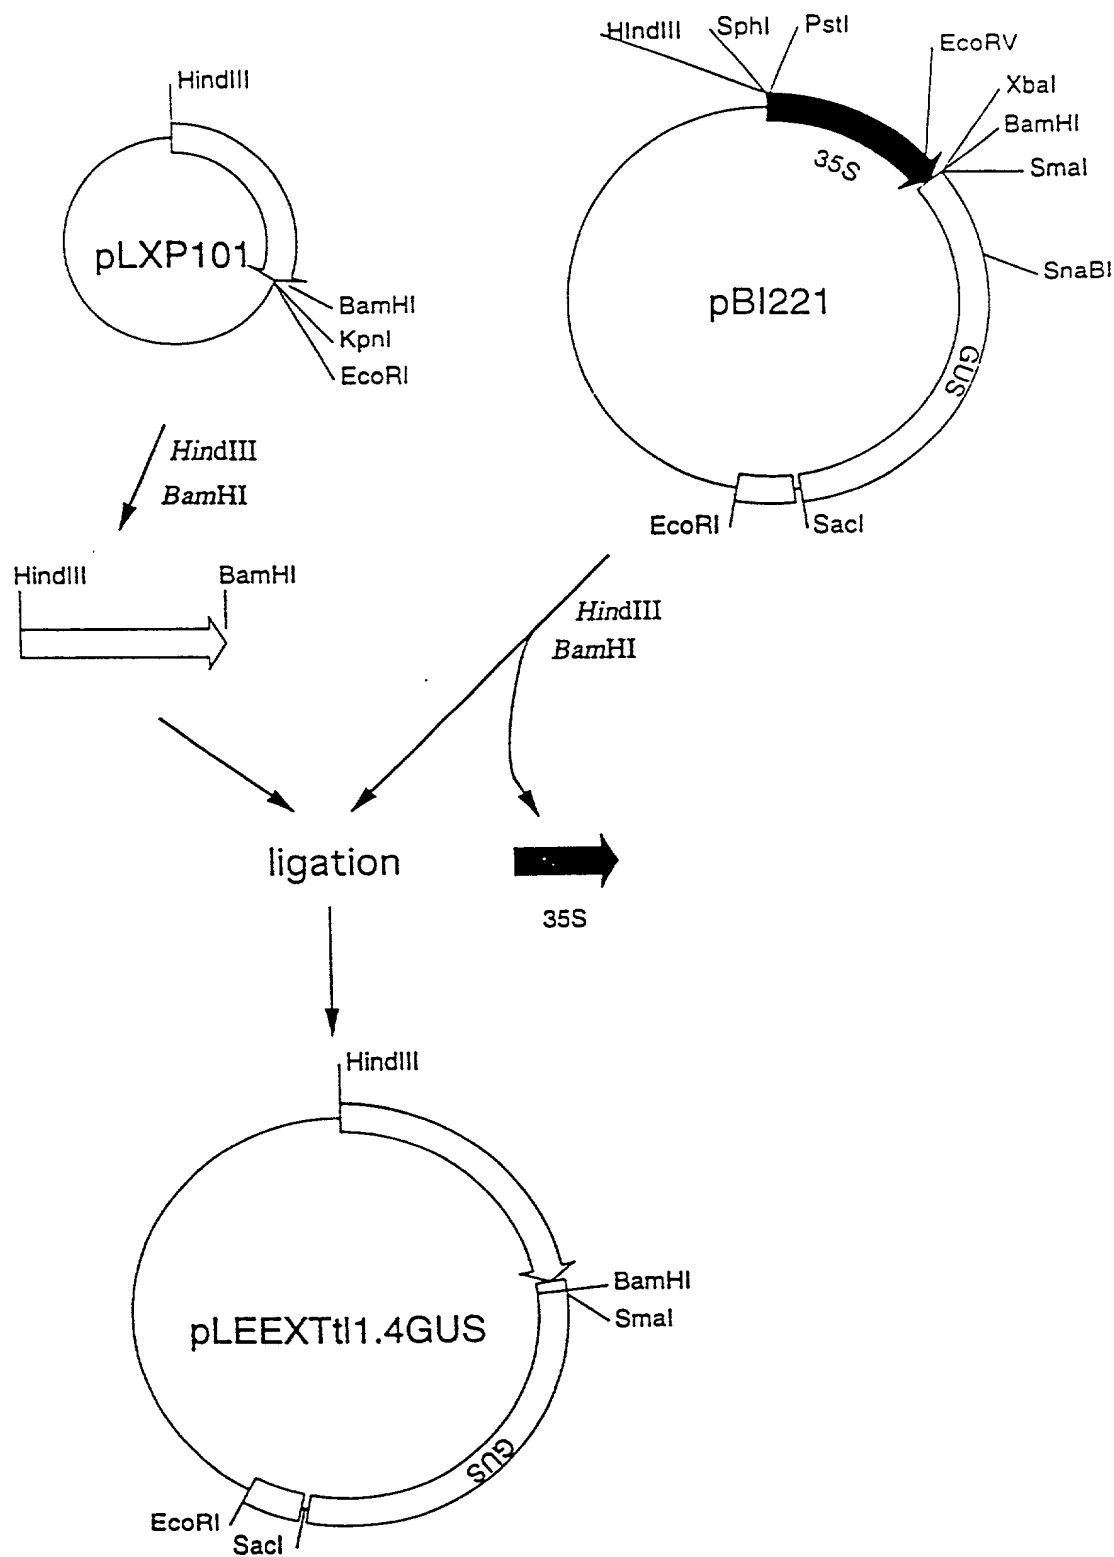 HindIII
pLXP101
BamHI
KpnI
EcoRI
HindIII
SphI
PstI
EcoRV
XbaI
BamHI
SmaI
35S
SnaBI
pBI221
GUS
EcoRI
SacI
HindIII
BamHI
HindIII
BamHI
HindIII
BamHI
ligation
35S
HindIII
BamHI
SmaI
pLEEXTtl1.4GUS
GUS
EcoRI
SacI